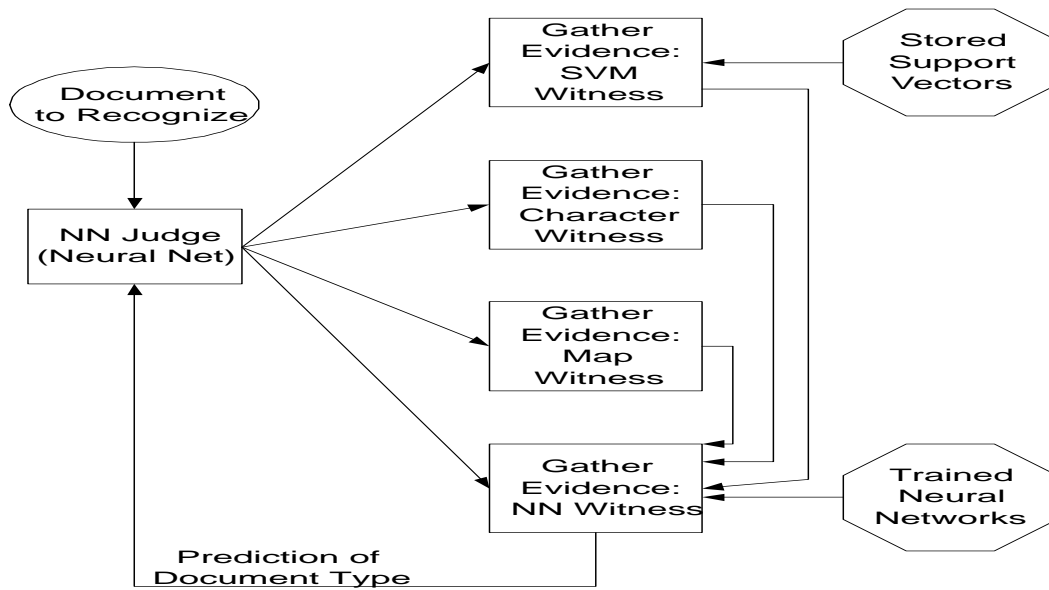 Document
to Recognize
NN Judge
(Neural Net)
Gather
Evidence:
SVM
Witness
Gather
Evidence:
Character
Witness
Gather
Evidence:
Map
Witness
Gather
Evidence:
NN Witness
Stored
Support
Vectors
Trained
Neural
Networks
Prediction of
Document Type